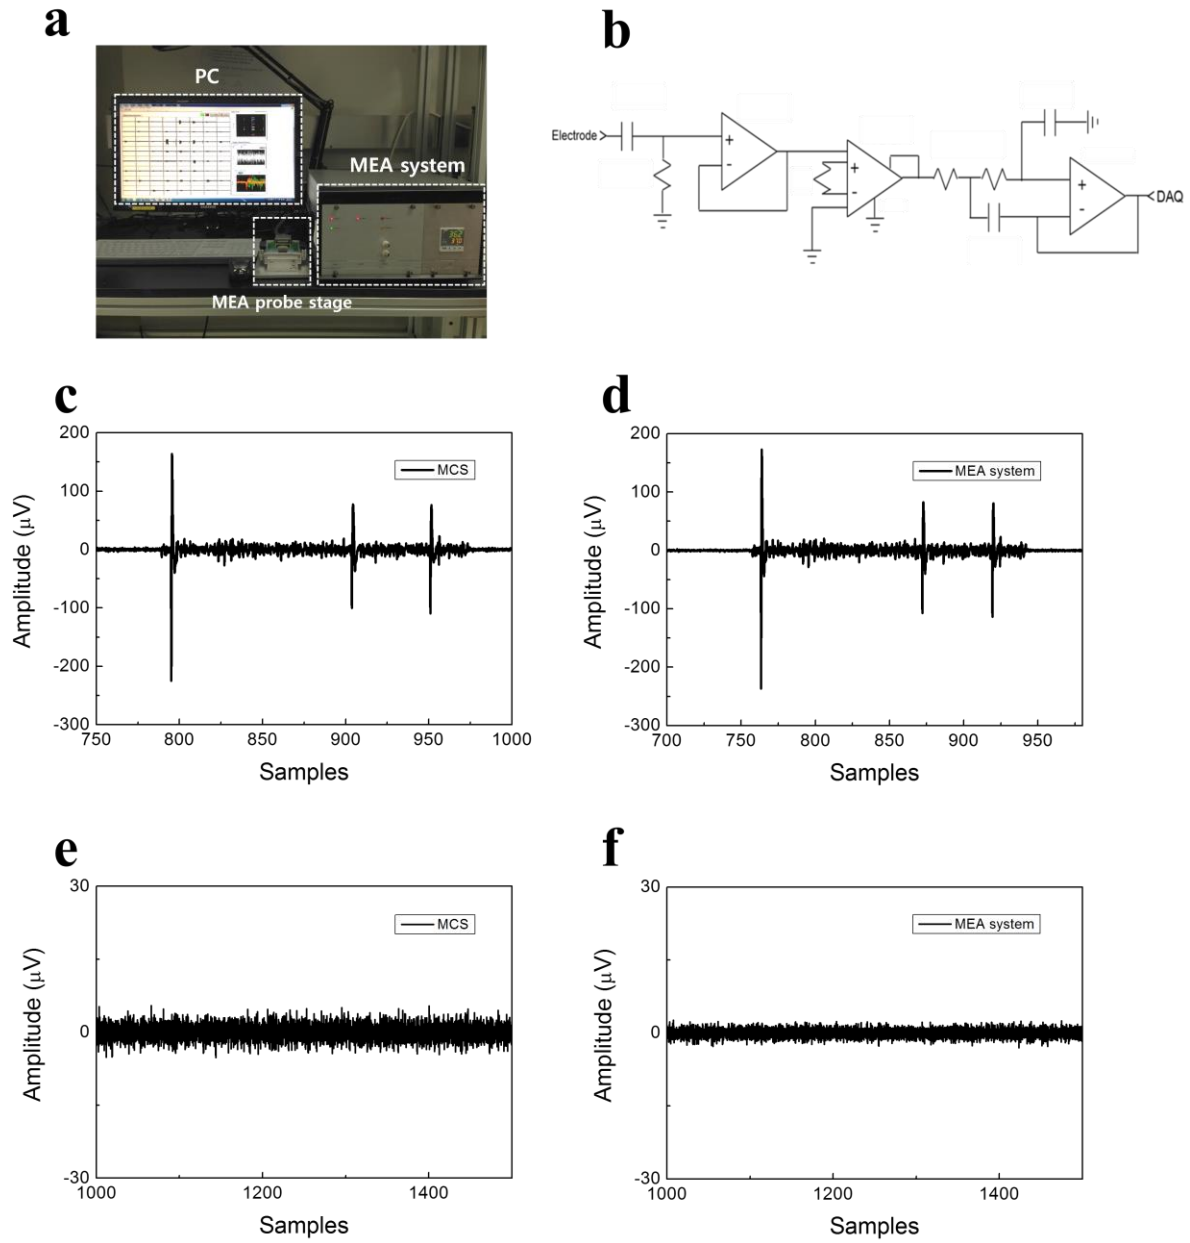 a
PC
MEA system
MEA probe stage
362
370
b
Electrode
+
-
+
-
+
-
DAQ
c
200
100
0
-100
-200
-300
750
800
850
900
950
1000
MCS
Amplitude (μV)
Samples
d
200
100
0
-100
-200
-300
700
750
800
850
900
950
MEA system
Amplitude (μV)
Samples
e
30
0
-30
1000
1200
1400
MCS
Amplitude (μV)
Samples
f
30
0
-30
1000
1200
1400
MEA system
Amplitude (μV)
Samples